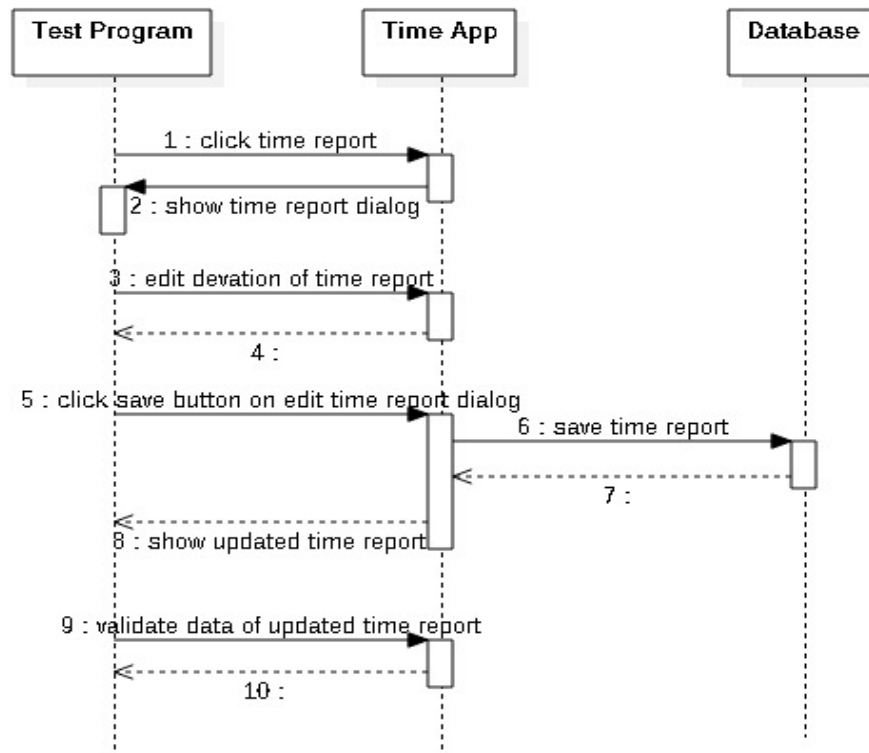 Test Program
Time App
Database
1 : click time report
2 : show time report dialog
3 : edit devation of time report
4 :
5 : click save button on edit time report dialog
6 : save time report
7 :
8 : show updated time report
9 : validate data of updated time report
10 :